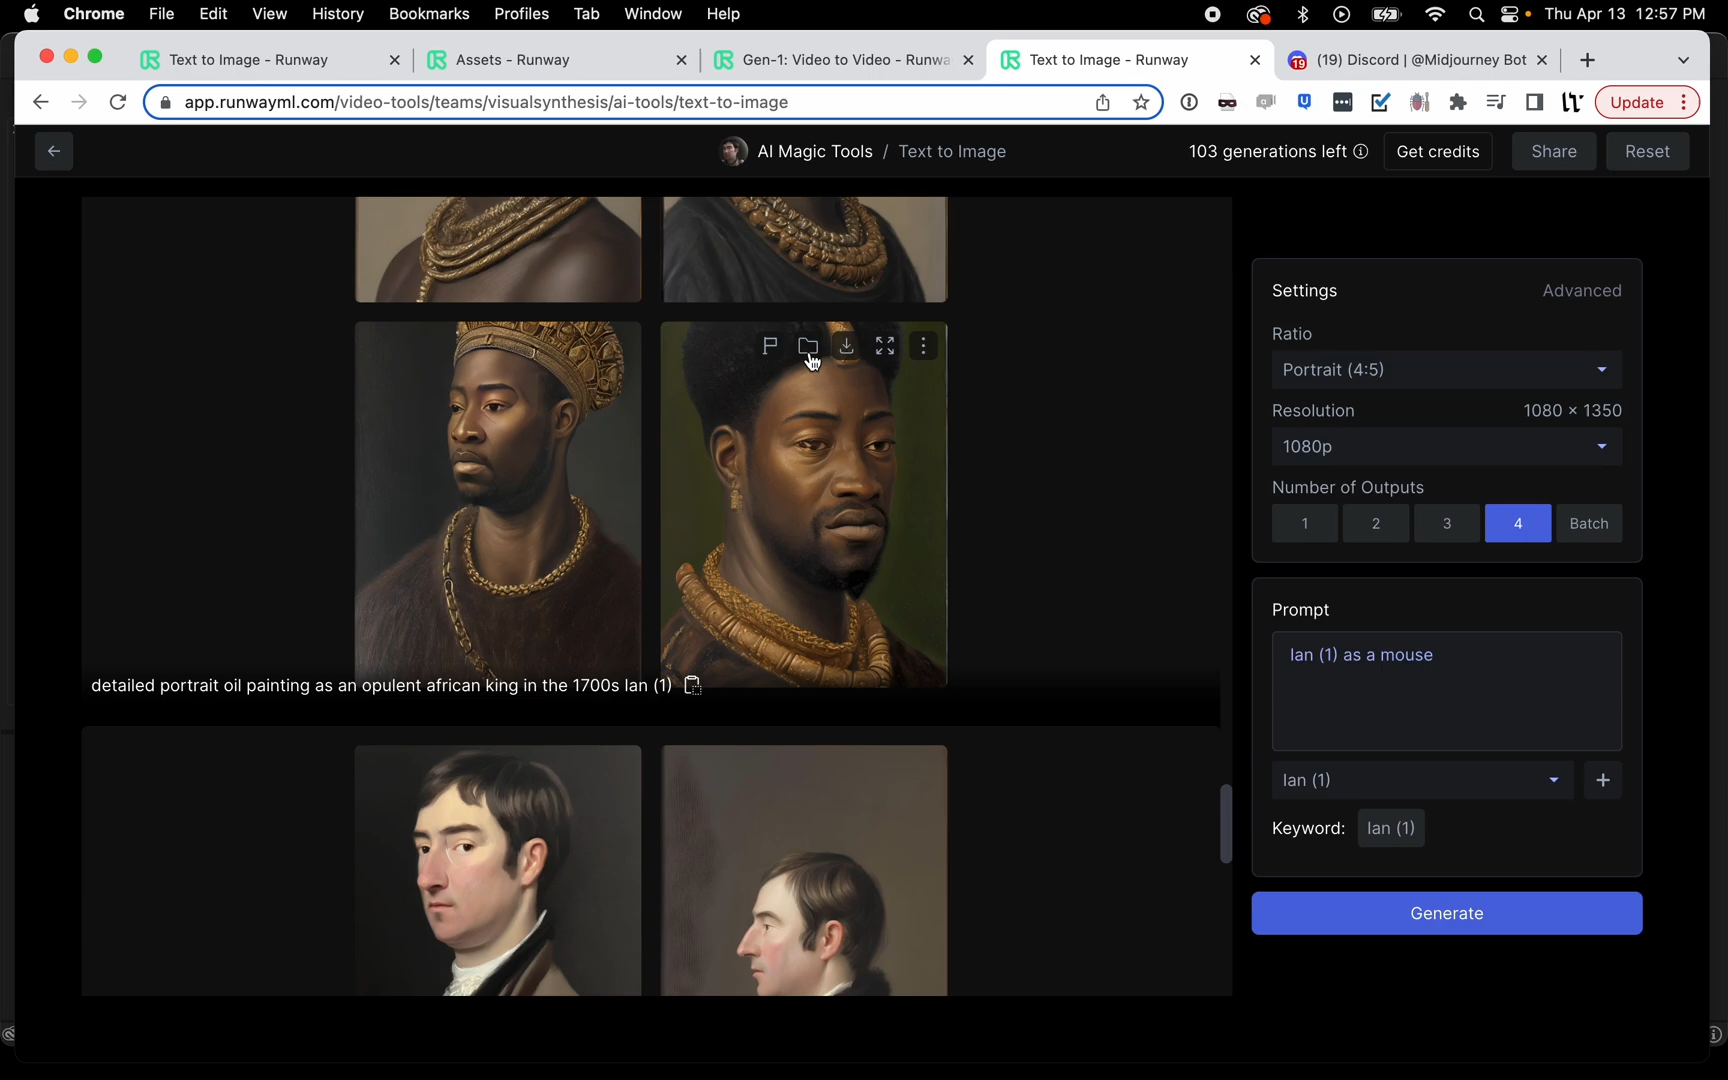 Chrome File Edit View History Bookmarks Profiles Tab Window Help Thu Apr 13 12:57 PM
Text to Image - Runway Assets - Runway Gen-1: Video to Video - Runwa Text to Image - Runway (19) Discord | @Midjourney Bot
app.runwayml.com/video-tools/teams/visualsynthesis/ai-tools/text-to-image Update
AI Magic Tools / Text to Image 103 generations left Get credits Share Reset
Settings Advanced
Ratio
Portrait (4:5)
Resolution 1080 × 1350
1080p
Number of Outputs
1 2 3 4 Batch
Prompt
Ian (1) as a mouse
detailed portrait oil painting as an opulent african king in the 1700s Ian (1)
Ian (1)
Keyword: Ian (1)
Generate